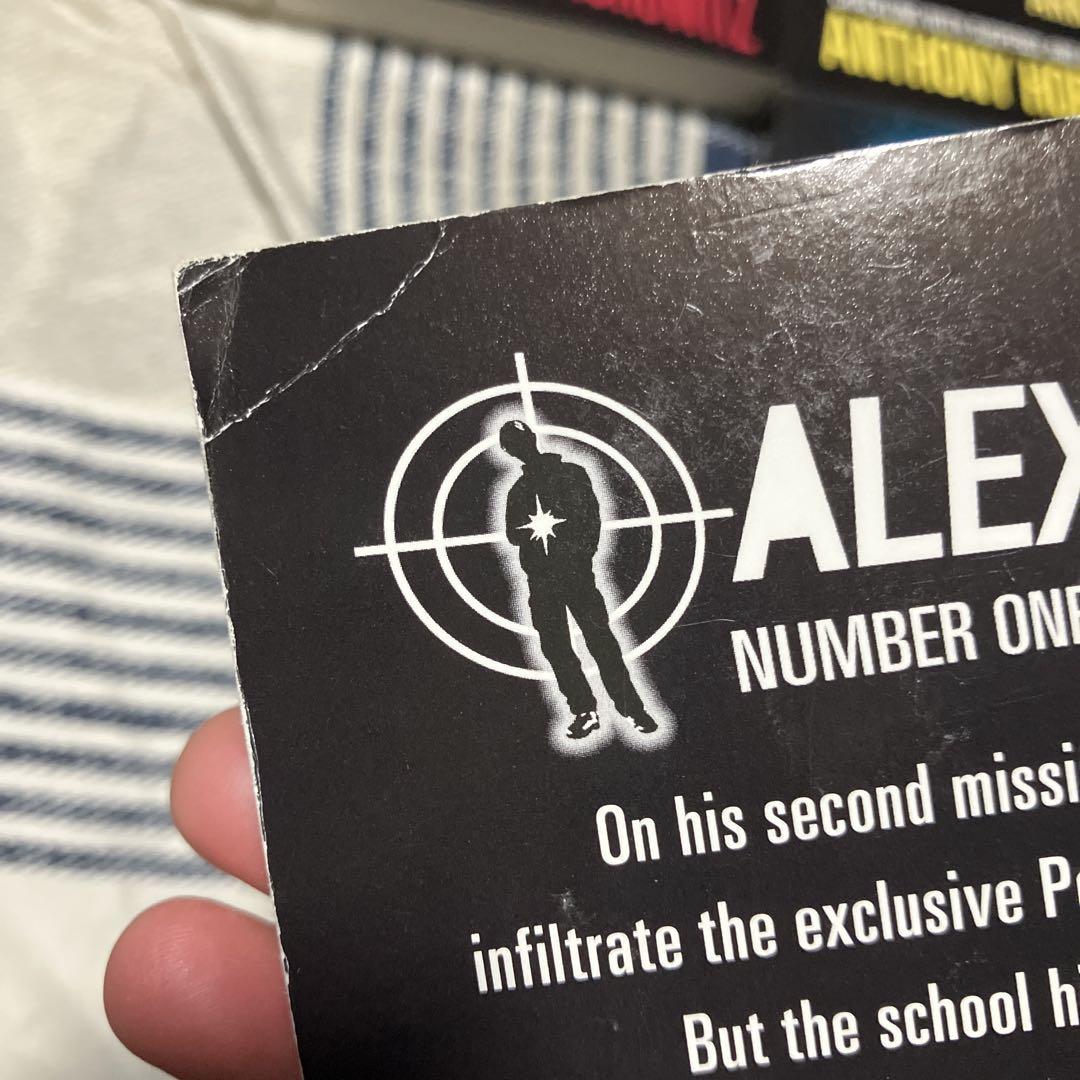 ANTHONY
ALEX
NUMBER ONE
On his second missi
infiltrate the exclusive P
But the school h